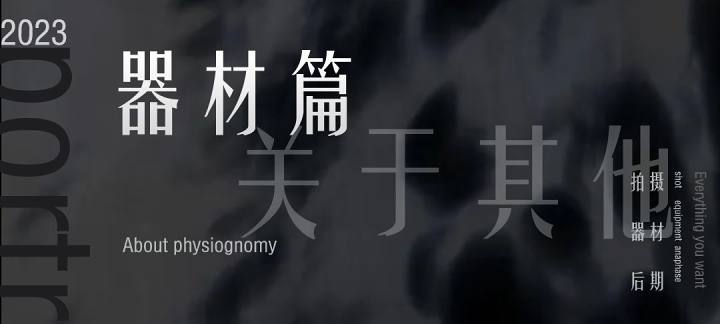 2023
portr
器材篇
关于其他
About physiognomy
拍摄
器材
后期
shot equipment anaphase
Everything you want